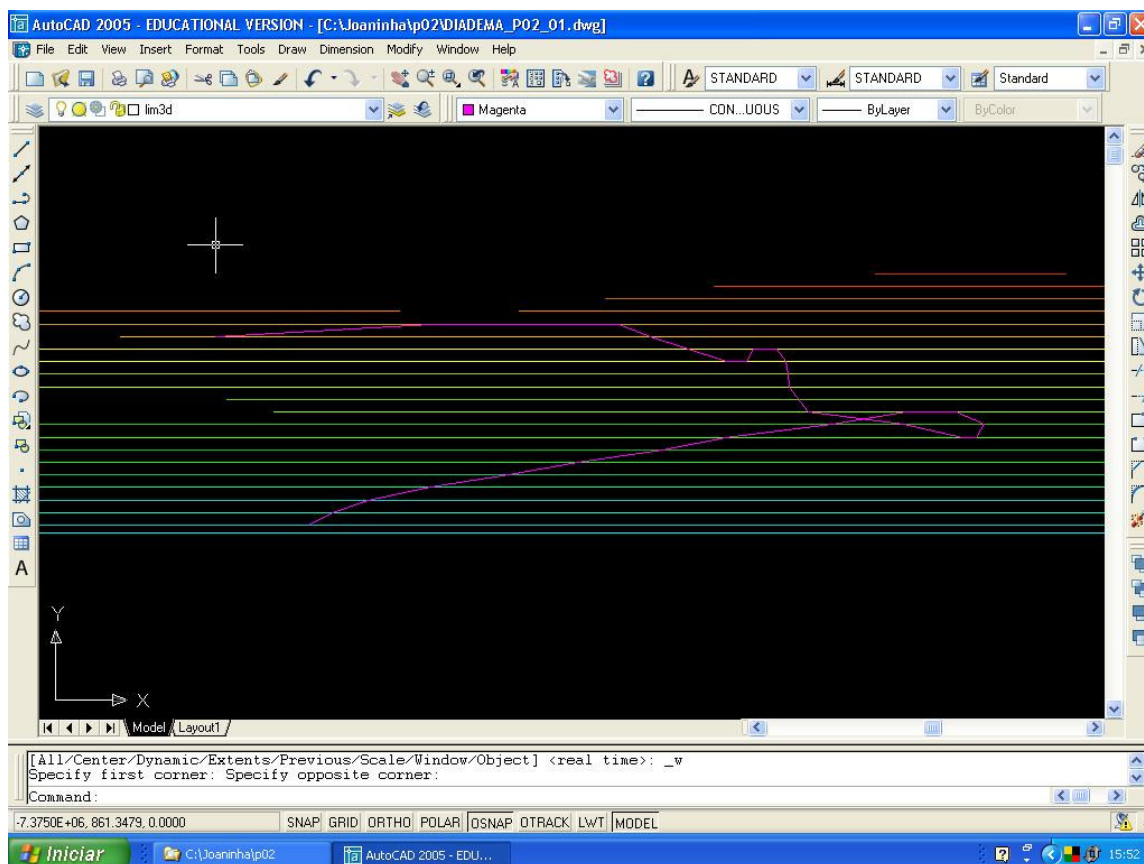 AutoCAD 2005 - EDUCATIONAL VERSION - [C:\Joaninha\p02\DIADEMA_P02_01.dwg]
File Edit View Insert Format Tools Draw Dimension Modify Window Help
STANDARD STANDARD Standard
lim3d Magenta CON...UOUS ByLayer ByColor
A
Y
X
Model Layout1
[All/Center/Dynamic/Extents/Previous/Scale/Window/Object] <real time>: _w
Specify first corner: Specify opposite corner:
Command:
-7.3750E+06, 861.3479, 0.0000 SNAP GRID ORTHO POLAR OSNAP OTRACK LWT MODEL
Iniciar C:\Joaninha\p02 AutoCAD 2005 - EDU... 15:52